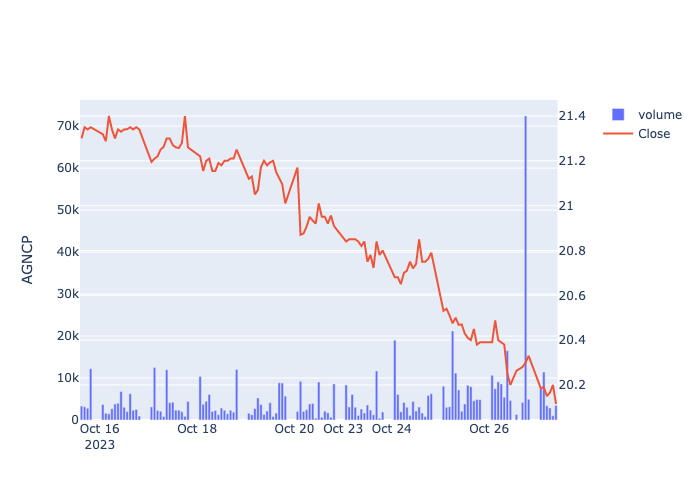 volume
Close
AGNCP
70k
60k
50k
40k
30k
20k
10k
0
21.4
21.2
21
20.8
20.6
20.4
20.2
Oct 16
2023
Oct 18
Oct 20
Oct 23
Oct 24
Oct 26